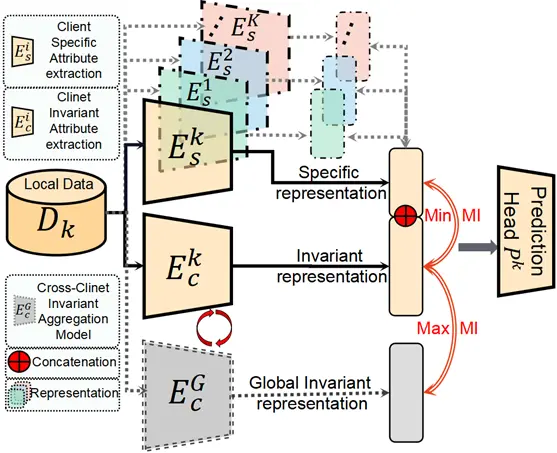 Client
Specific
Attribute
extraction
E_s^i
Clinet
Invariant
Attribute
extraction
E_c^i
Local Data
D_k
Cross-Clinet
Invariant
Aggregation
Model
E_c^G
Concatenation
Representation
E_s^K
E_s^2
E_s^1
E_s^k
E_c^k
E_c^G
Specific
representation
Invariant
representation
Global Invariant
representation
Min MI
Max MI
Prediction
Head P^k